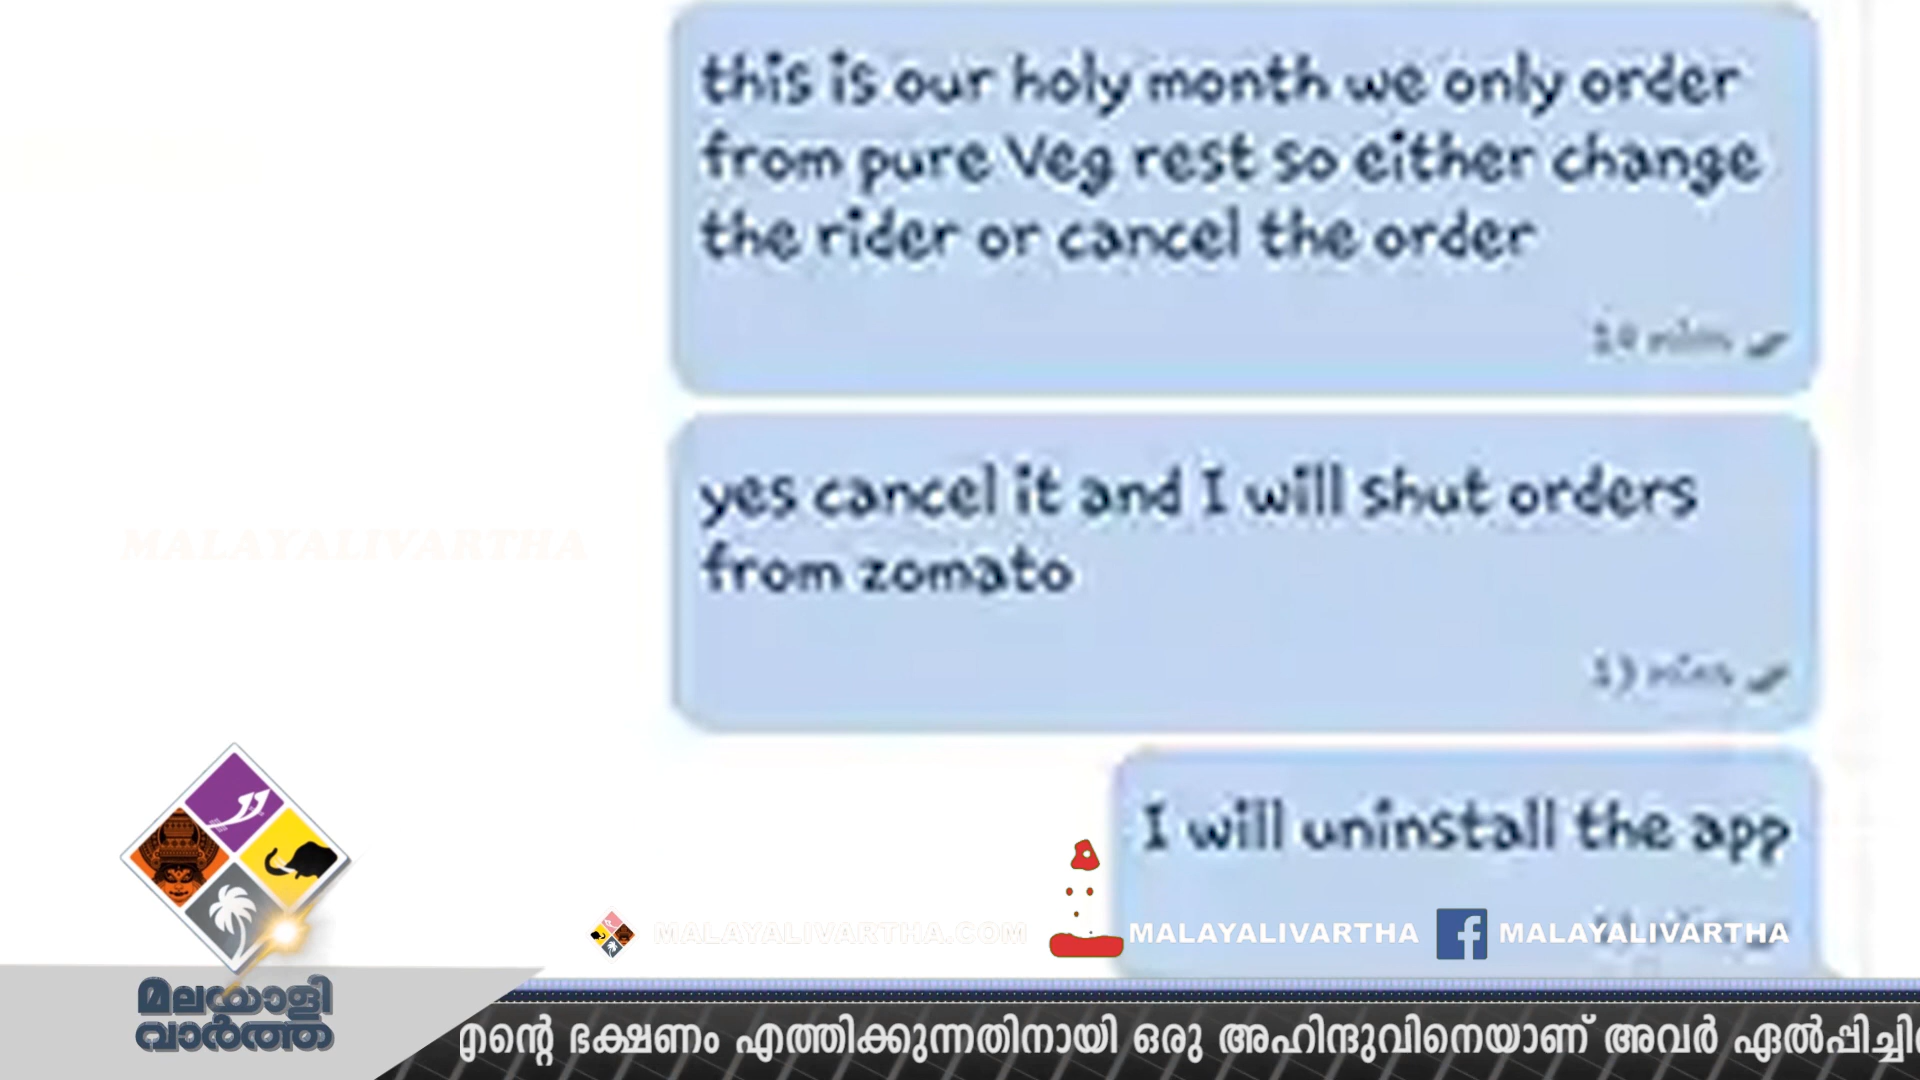 this is our holy month we only order
from pure Veg rest so either change
the rider or cancel the order
yes cancel it and I will shut orders
from zomato
13 mins
MALAYALIVARTHA
I will uninstall the app
MALAYALIVARTHA.COM
MALAYALIVARTHA
MALAYALIVARTHA
മലയാളി
വാർത്ത
ഭക്ഷണം എത്തിക്കുന്നതിനായി ഒരു അഹിന്ദുവിനെയാണ് അവർ